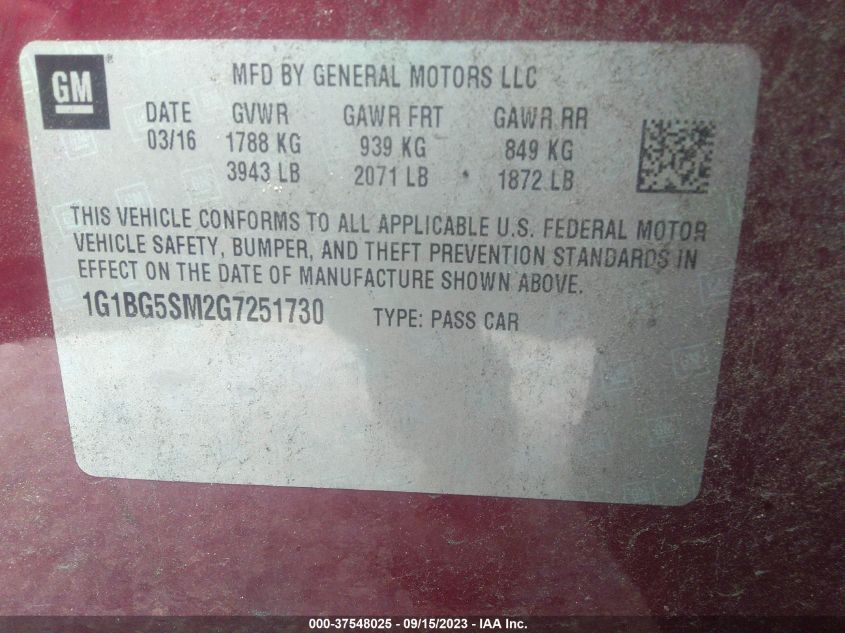 GM ®
MFD BY GENERAL MOTORS LLC
DATE GVWR GAWR FRT GAWR RR
03/16 1788 KG 939 KG 849 KG
3943 LB 2071 LB 1872 LB
THIS VEHICLE CONFORMS TO ALL APPLICABLE U.S. FEDERAL MOTOR
VEHICLE SAFETY, BUMPER, AND THEFT PREVENTION STANDARDS IN
EFFECT ON THE DATE OF MANUFACTURE SHOWN ABOVE.
1G1BG5SM2G7251730 TYPE: PASS CAR
000-37548025 - 09/15/2023 - IAA Inc.